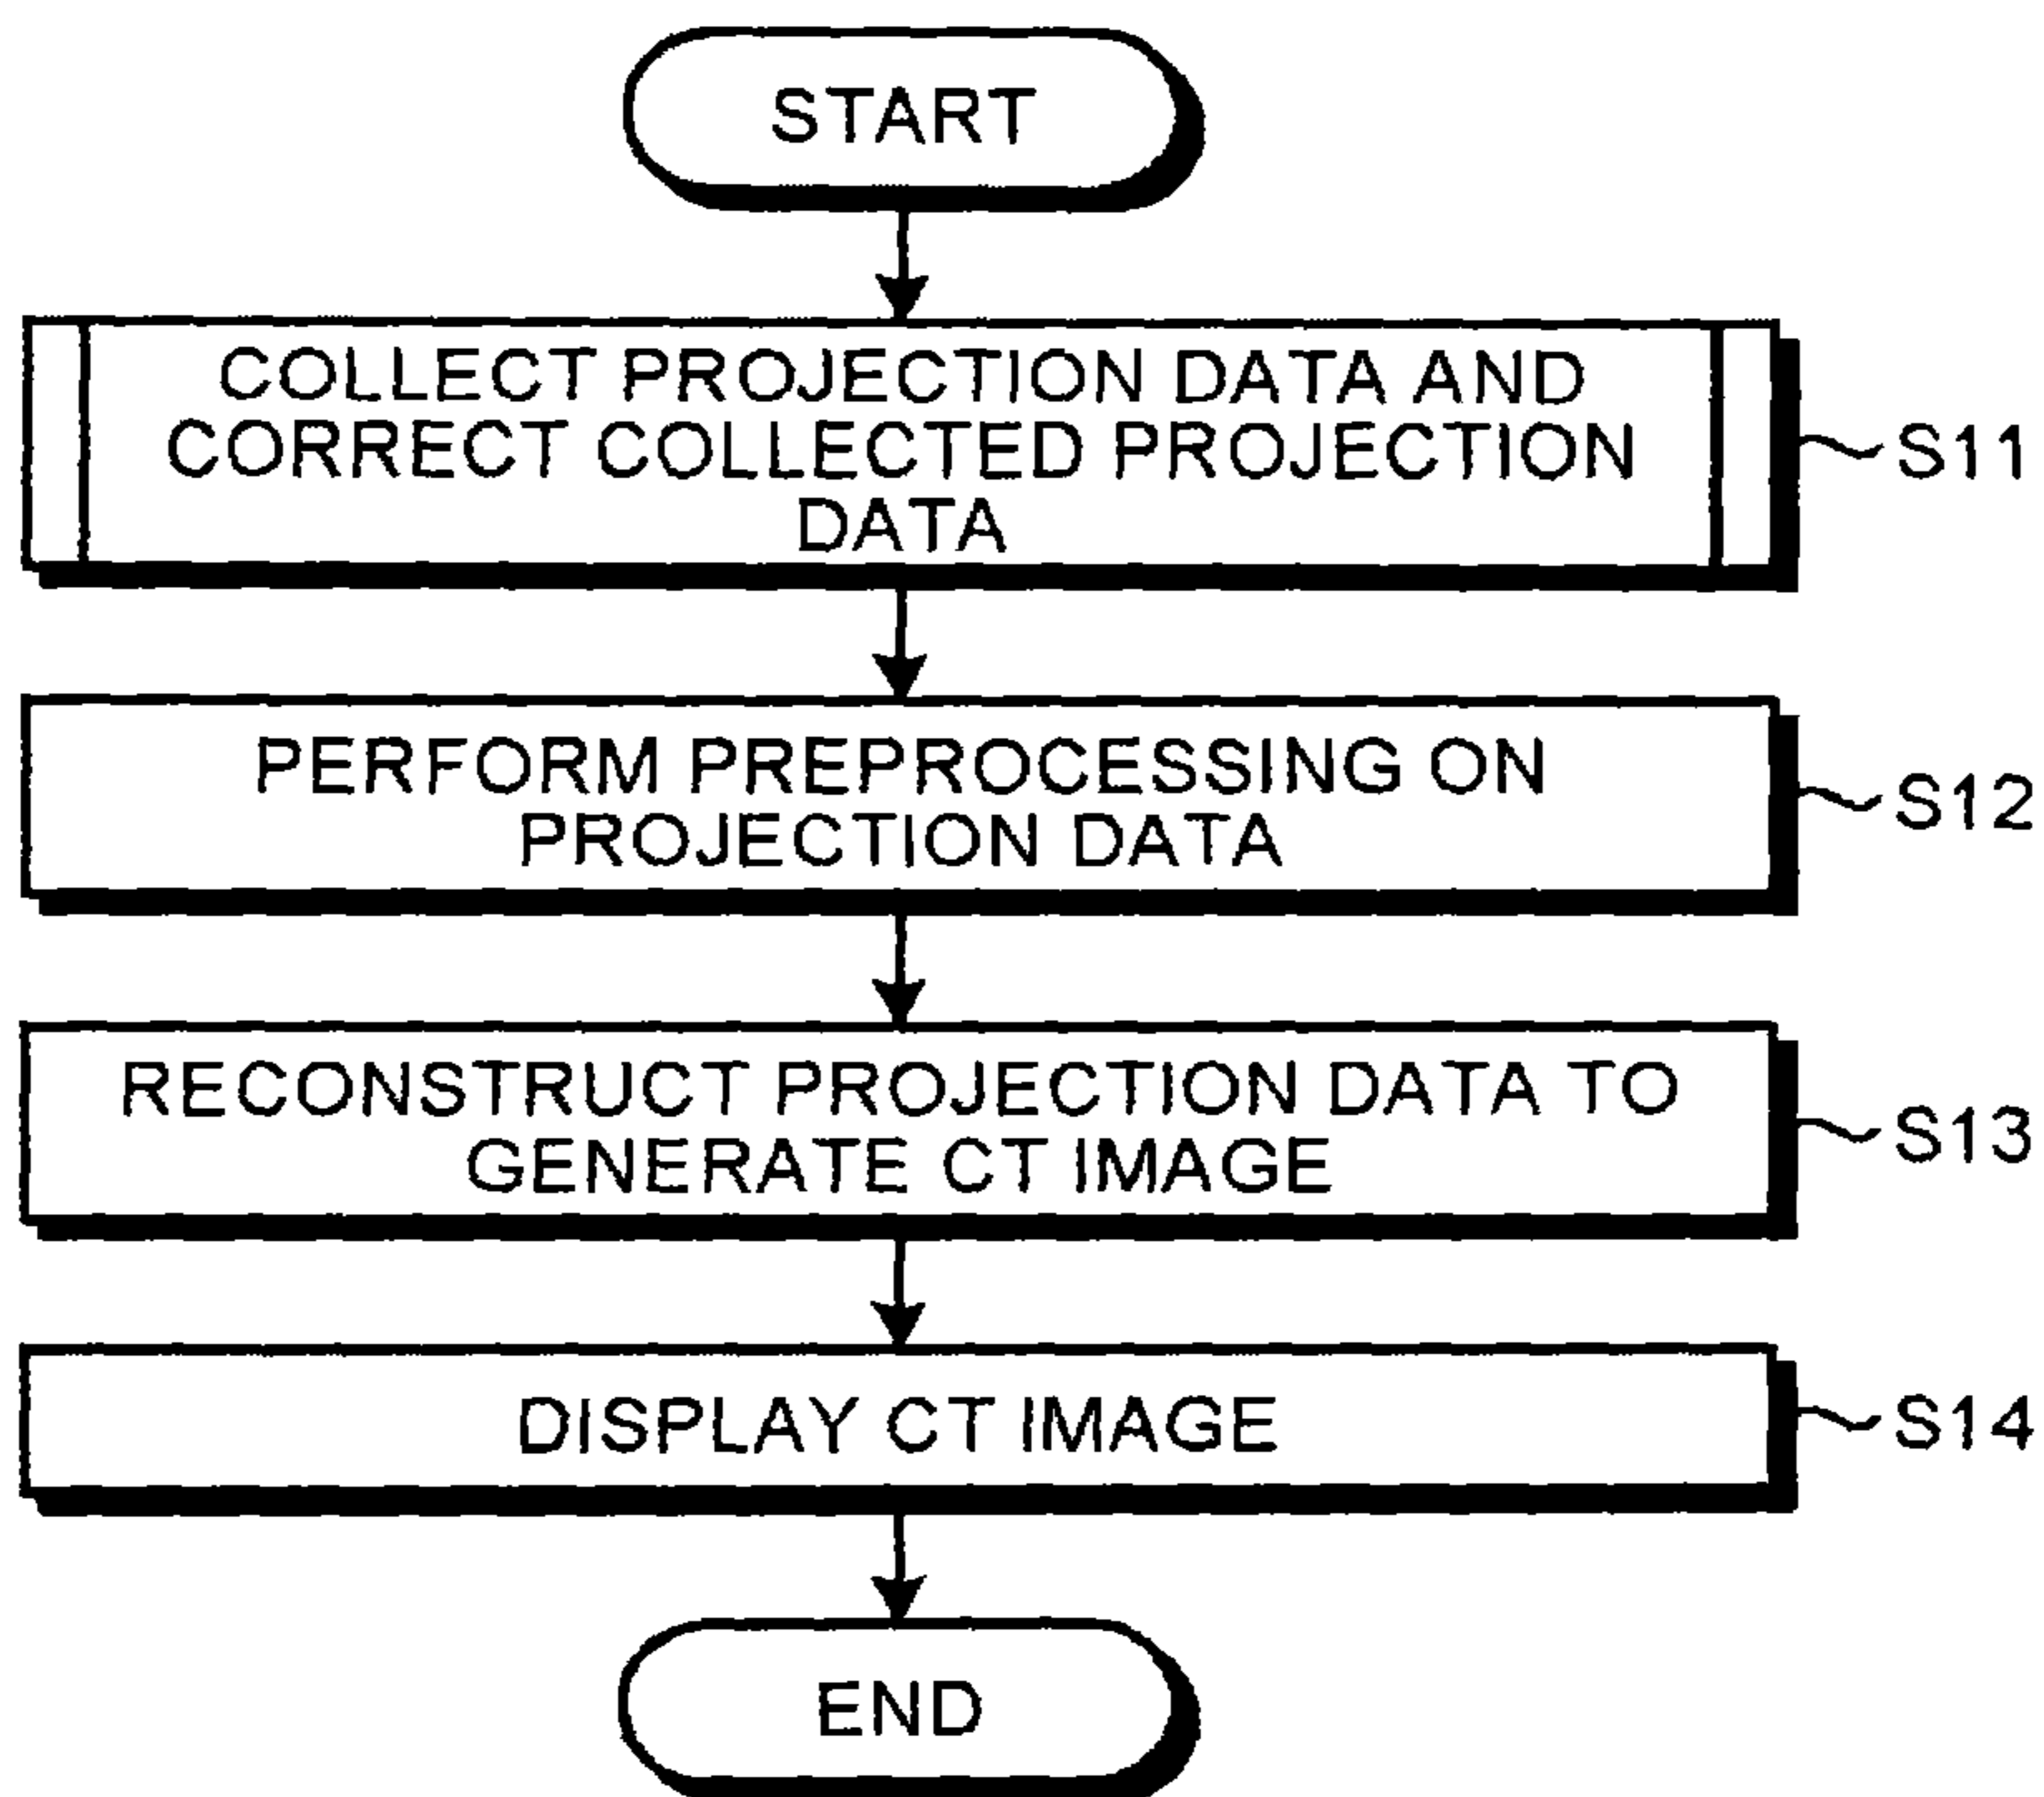 START
COLLECT PROJECTION DATA AND
CORRECT COLLECTED PROJECTION
DATA
S11
PERFORM PREPROCESSING ON
PROJECTION DATA
S12
RECONSTRUCT PROJECTION DATA TO
GENERATE CT IMAGE
S13
DISPLAY CT IMAGE
S14
END